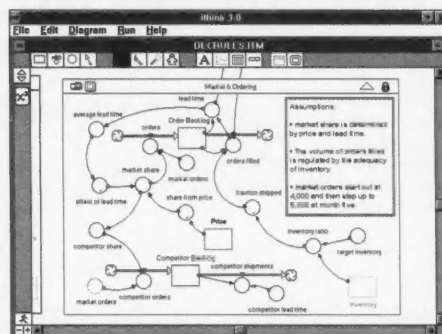 ithink 3.0
File Edit Diagram Run Help
DECRULES.ITM
A
Market & Ordering
lead time
Order Backlog
average lead time
orders
orders filled
market share
market orders
effect of lead time
share from price
fraction shipped
Price
competitor share
inventory ratio
target inventory
Competitor Backlog
competitor shipments
market orders
competitor orders
competitor lead time
Inventory
Assumptions:
• market share is determined
by price and lead time.
• The volume of orders filled
is regulated by the adequacy
of inventory.
• market orders start out at
4,000 and then step up to
5,000 at month five.